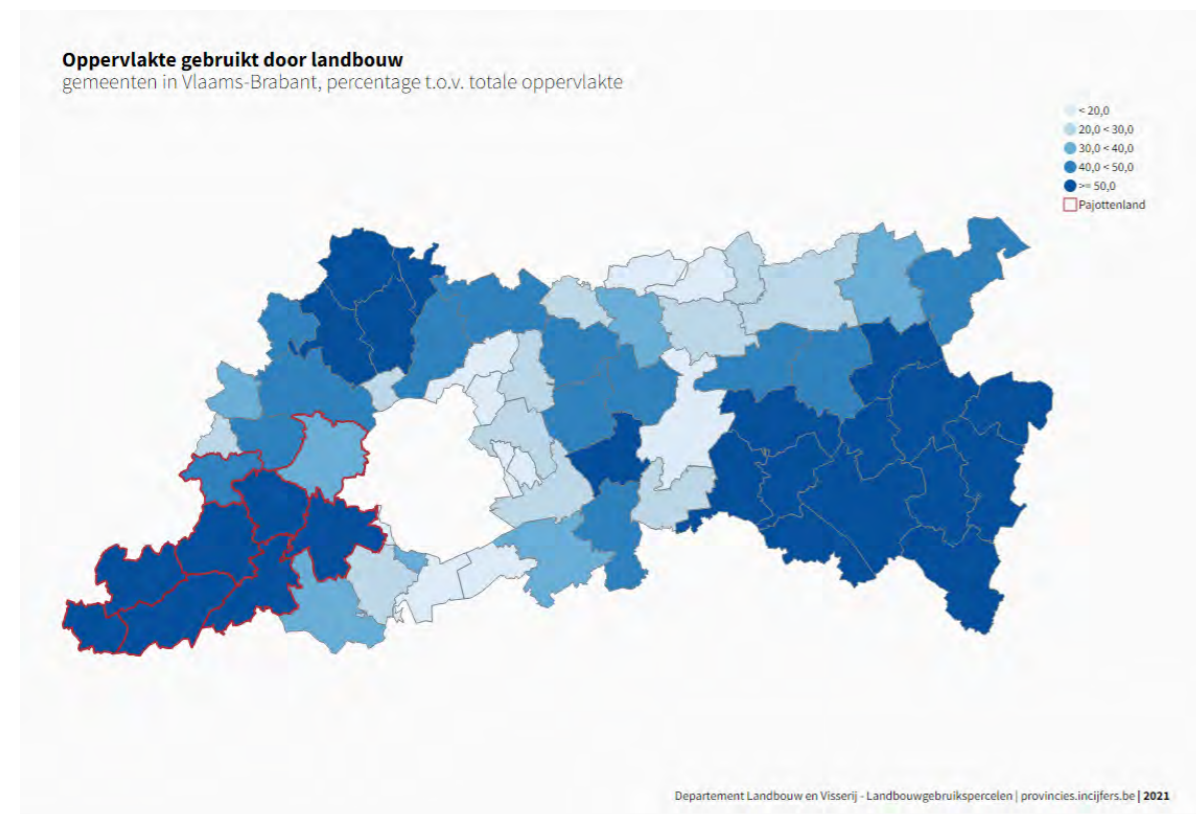 Oppervlakte gebruikt door landbouw
gemeenten in Vlaams-Brabant, percentage t.o.v. totale oppervlakte
< 20,0
20,0 < 30,0
30,0 < 40,0
40,0 < 50,0
>= 50,0
Pajottenland
Departement Landbouw en Visserij - Landbouwgebruikspercelen | provincies.incijfers.be | 2021